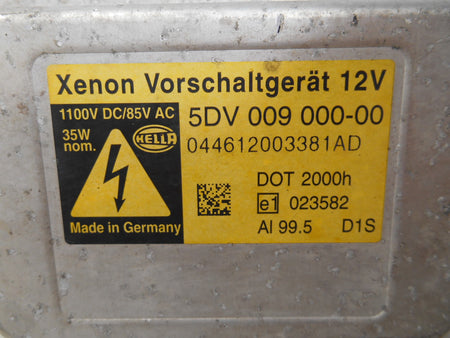 Xenon Vorschaltgerät 12V
1100V DC/85V AC
35W
nom.
HELLA
Made in Germany
5DV 009 000-00
044612003381AD
DOT 2000h
e1 023582
Al 99.5 D1S